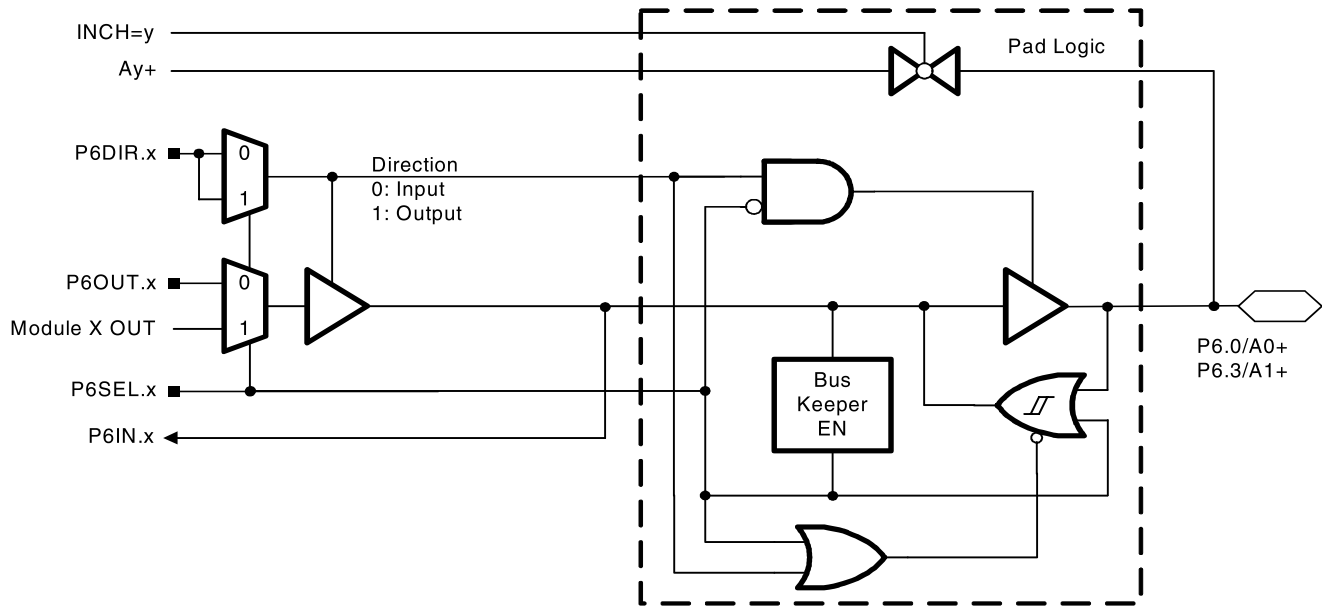 INCH=y
Pad Logic
Ay+
P6DIR.x
0
1
Direction
0: Input
1: Output
P6OUT.x
0
Module X OUT
1
P6SEL.x
P6IN.x
Bus
Keeper
EN
P6.0/A0+
P6.3/A1+